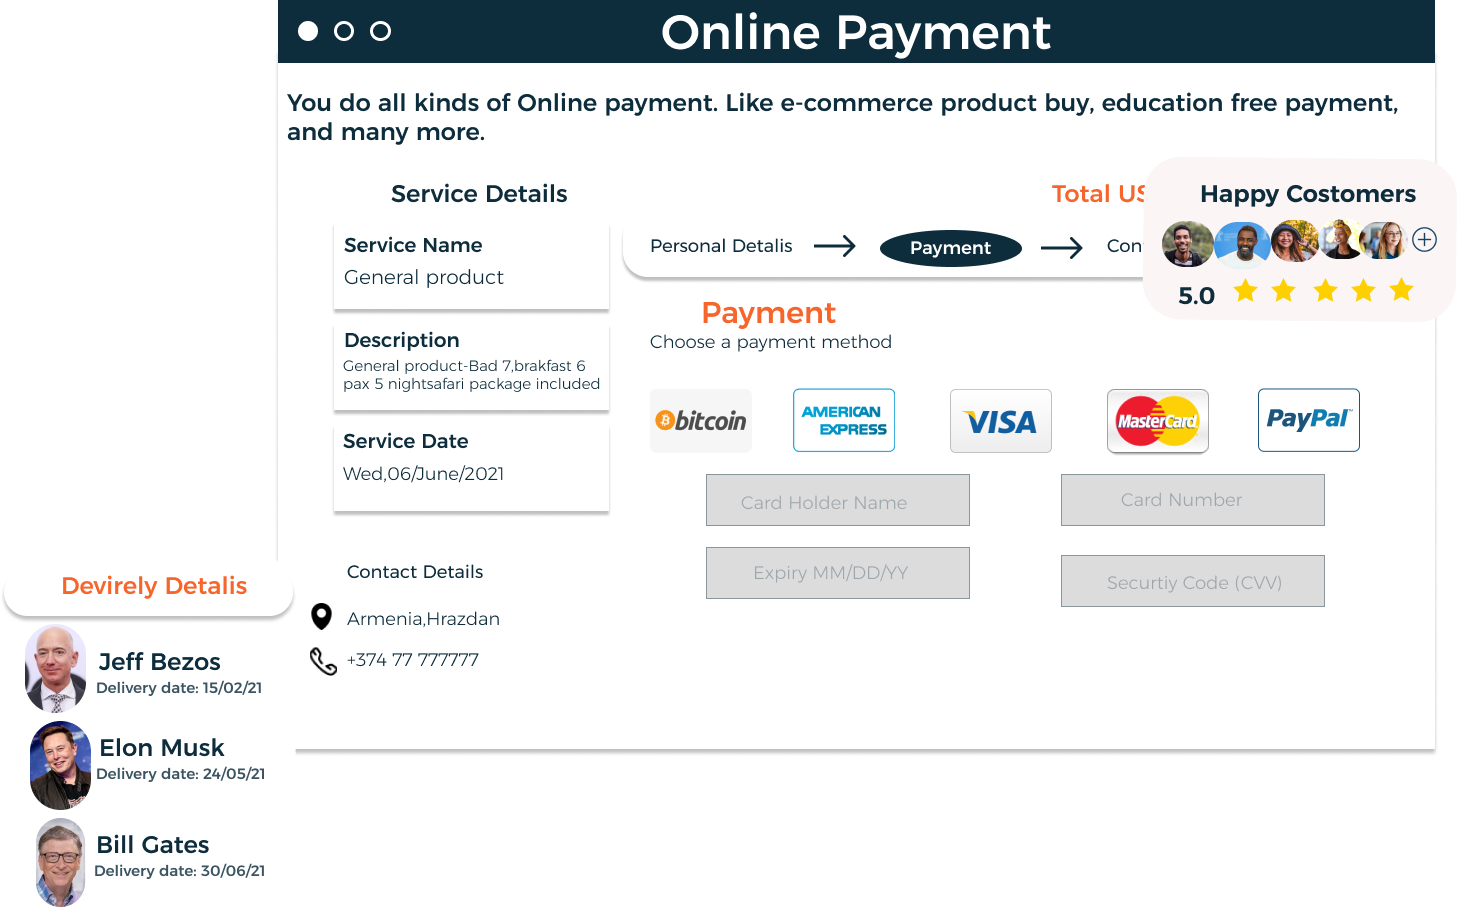 Online Payment
You do all kinds of Online payment. Like e-commerce product buy, education free payment,
and many more.
Service Details
Total US
Happy Costomers
Service Name
General product
Personal Detalis
Payment
Con
5.0
Payment
Choose a payment method
Description
General product-Bad 7,brakfast 6
pax 5 nightsafari package included
bitcoin
AMERICAN
EXPRESS
VISA
MasterCard
PayPal
Service Date
Wed,06/June/2021
Card Holder Name
Card Number
Expiry MM/DD/YY
Securtiy Code (CVV)
Contact Details
Armenia,Hrazdan
+374 77 777777
Devirely Detalis
Jeff Bezos
Delivery date: 15/02/21
Elon Musk
Delivery date: 24/05/21
Bill Gates
Delivery date: 30/06/21